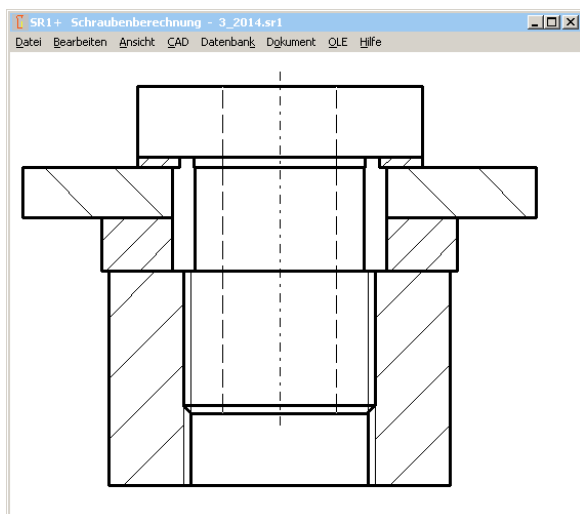 SR1+ Schraubenberechnung - 3_2014.sr1
Datei Bearbeiten Ansicht CAD Datenbank Dokument OLE Hilfe